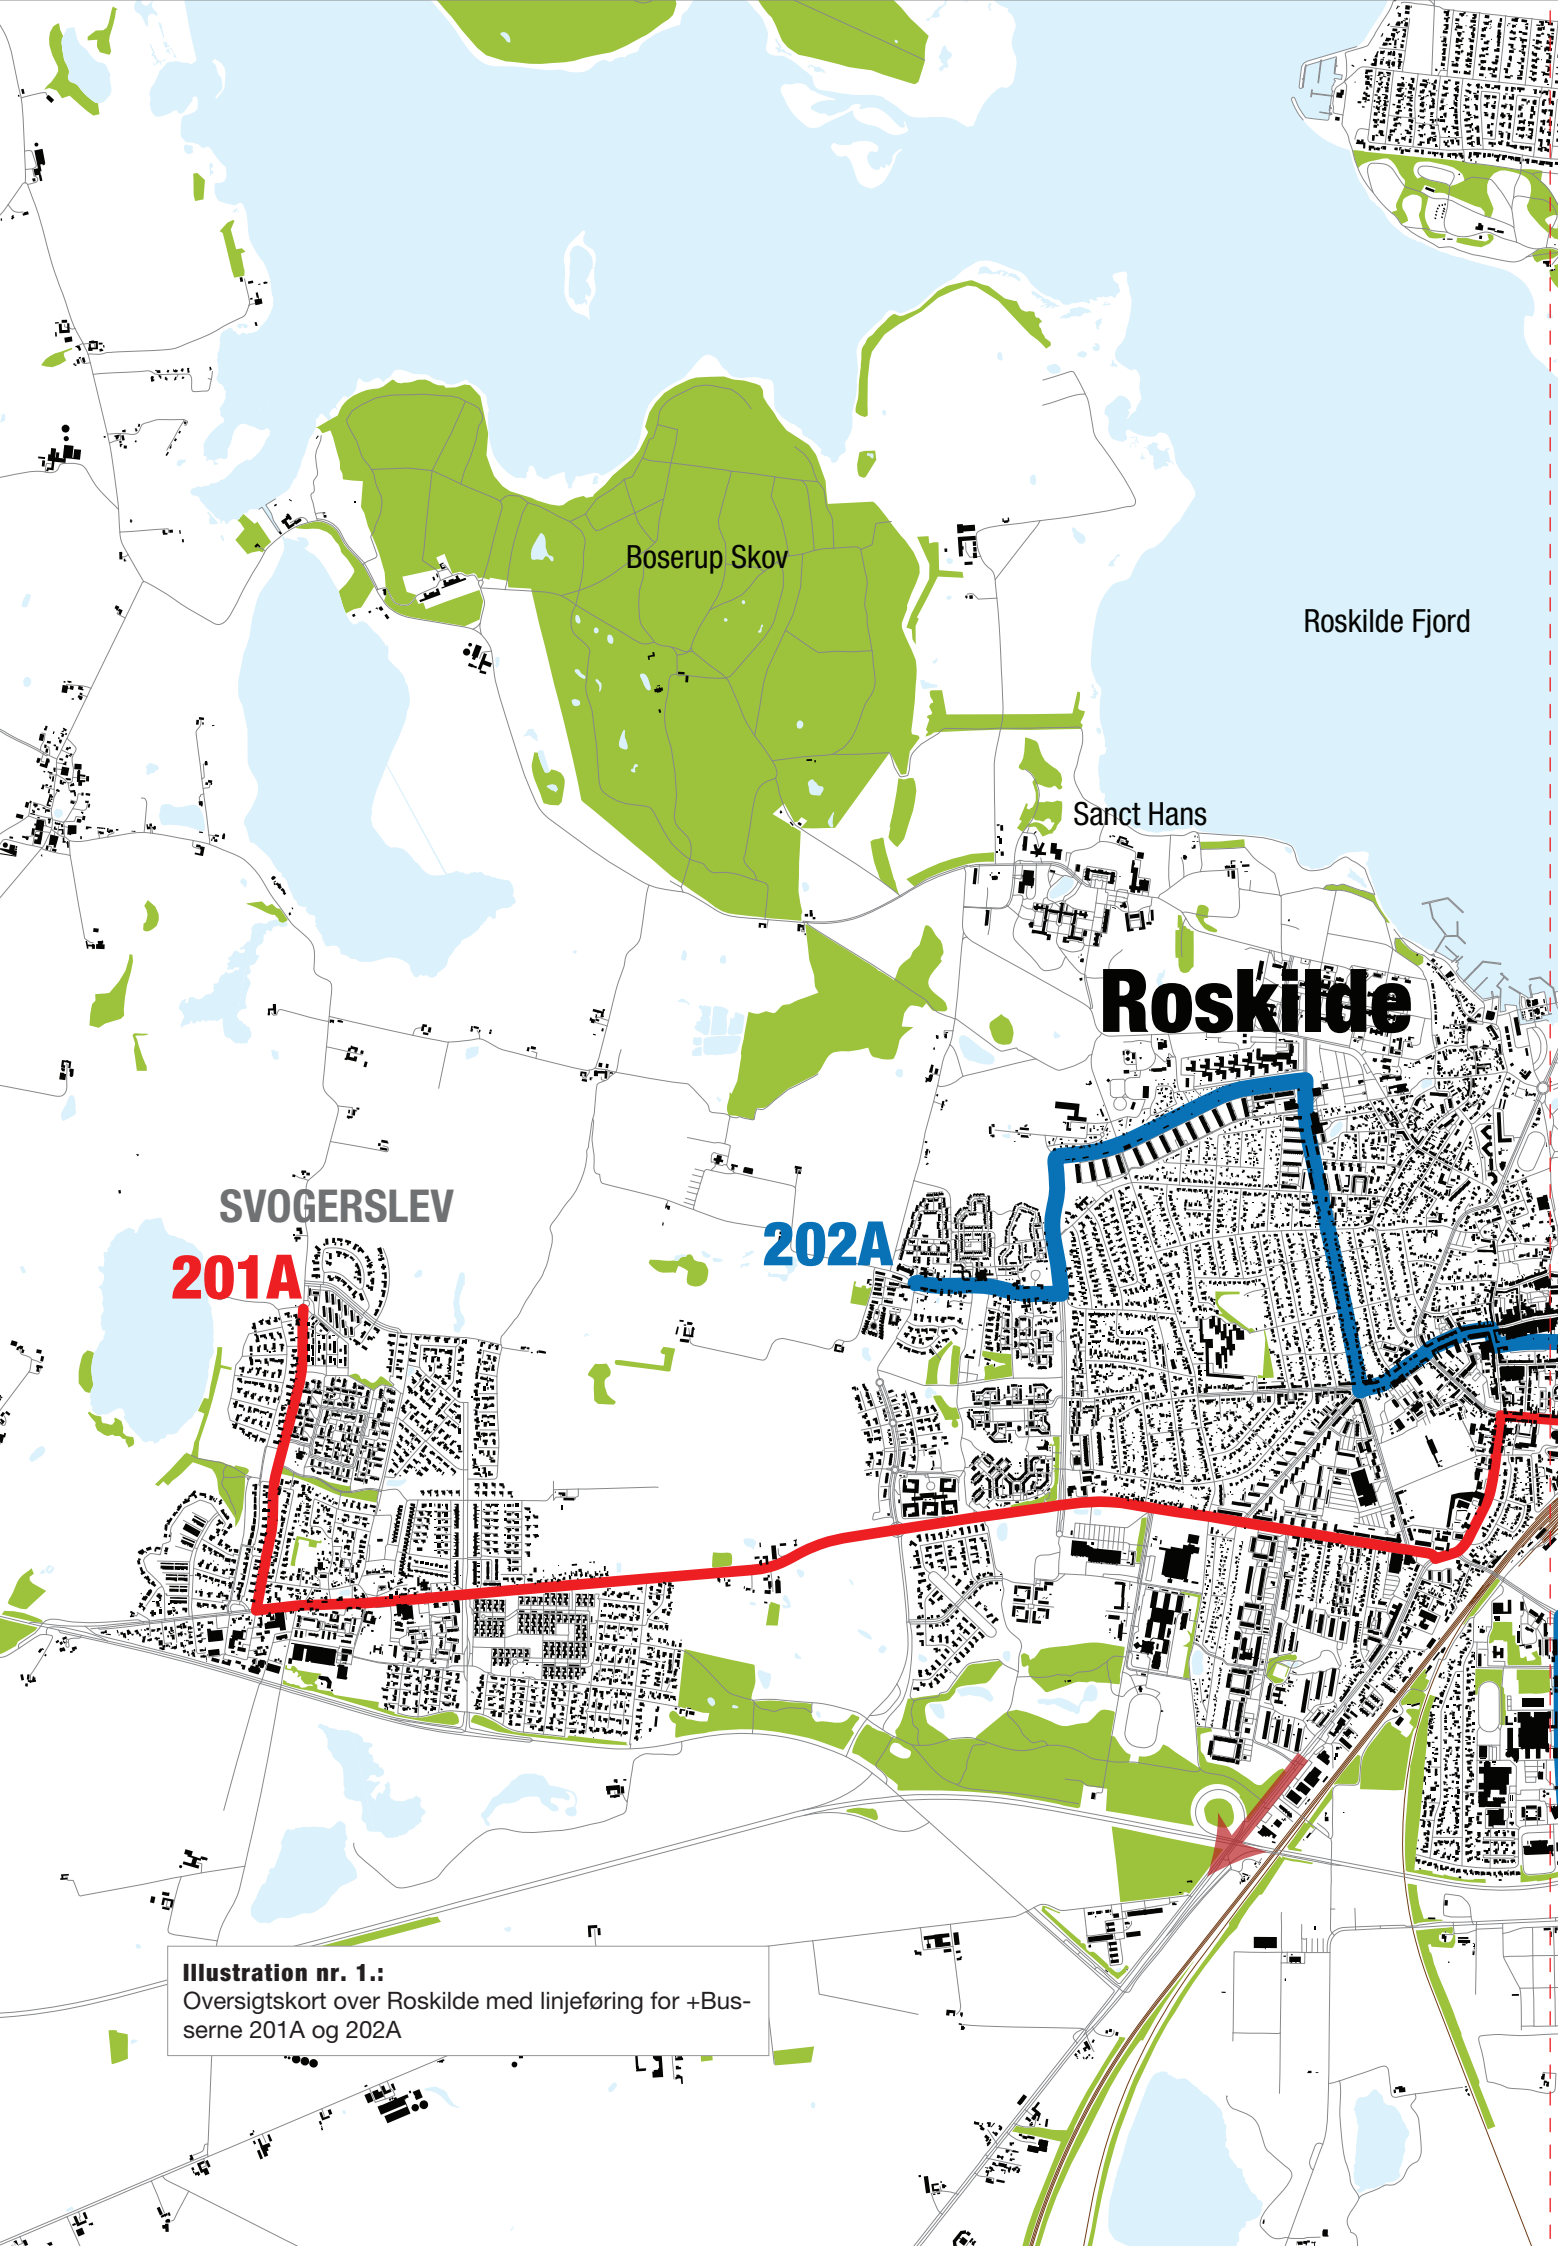 Boserup Skov
Roskilde Fjord
Sanct Hans
Roskilde
SVOGERSLEV
202A
201A
Illustration nr. 1.:
Oversigtskort over Roskilde med linjeføring for +Bus-
serne 201A og 202A